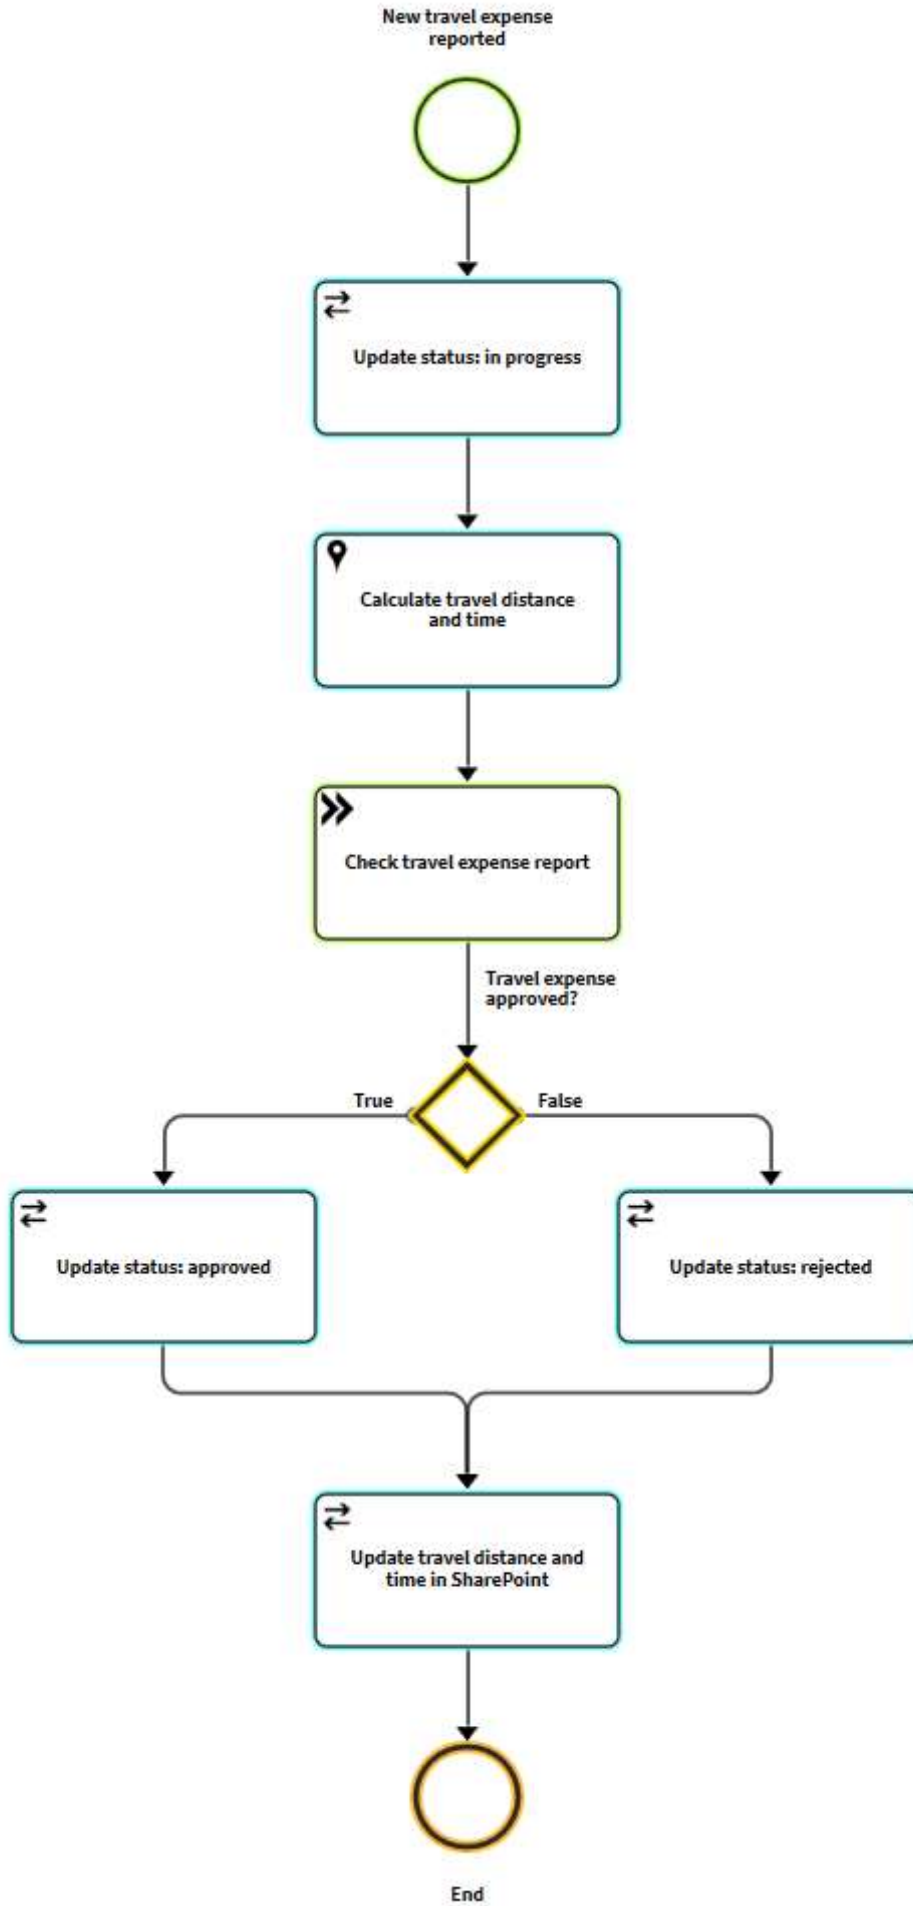 New travel expense
reported
Update status: in progress
Calculate travel distance
and time
Check travel expense report
Travel expense
approved?
True
False
Update status: approved
Update status: rejected
Update travel distance and
time in SharePoint
End